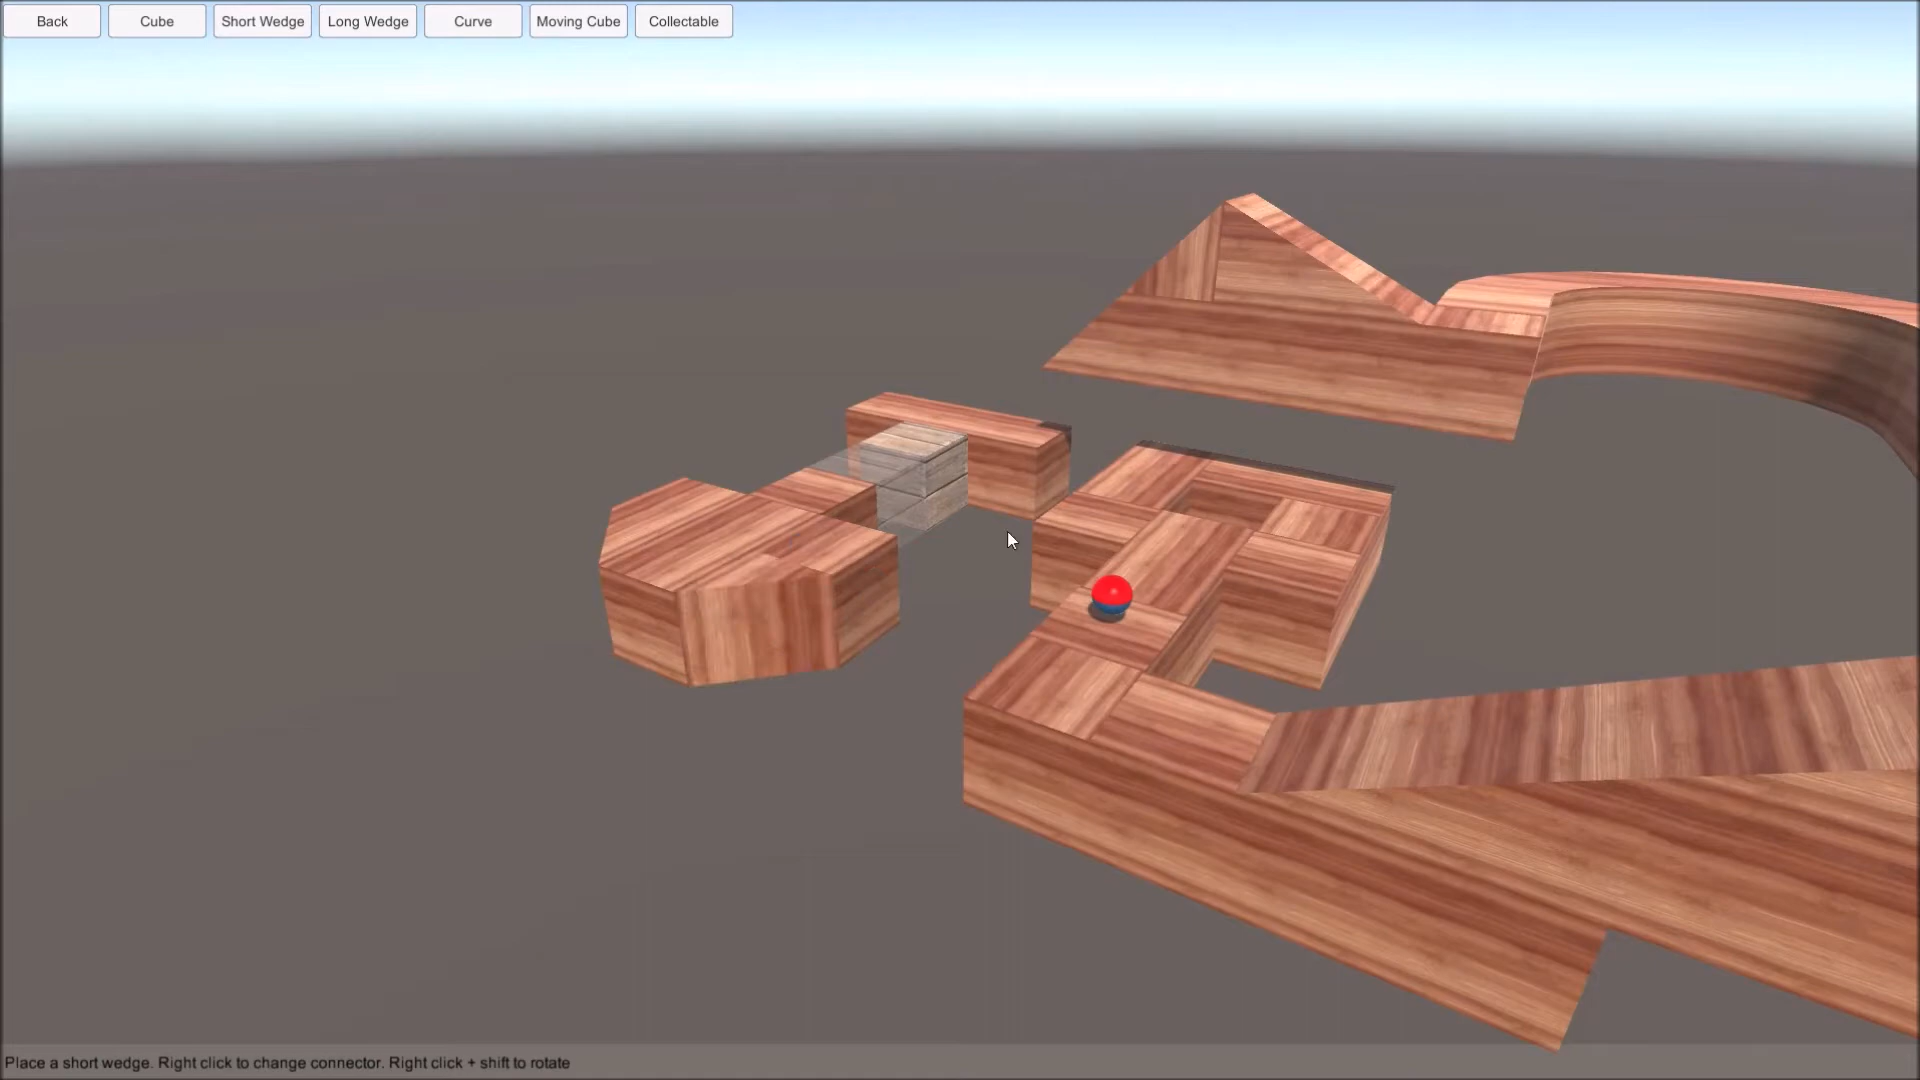 Back Cube Short Wedge Long Wedge Curve Moving Cube Collectable
Place a short wedge. Right click to change connector. Right click + shift to rotate